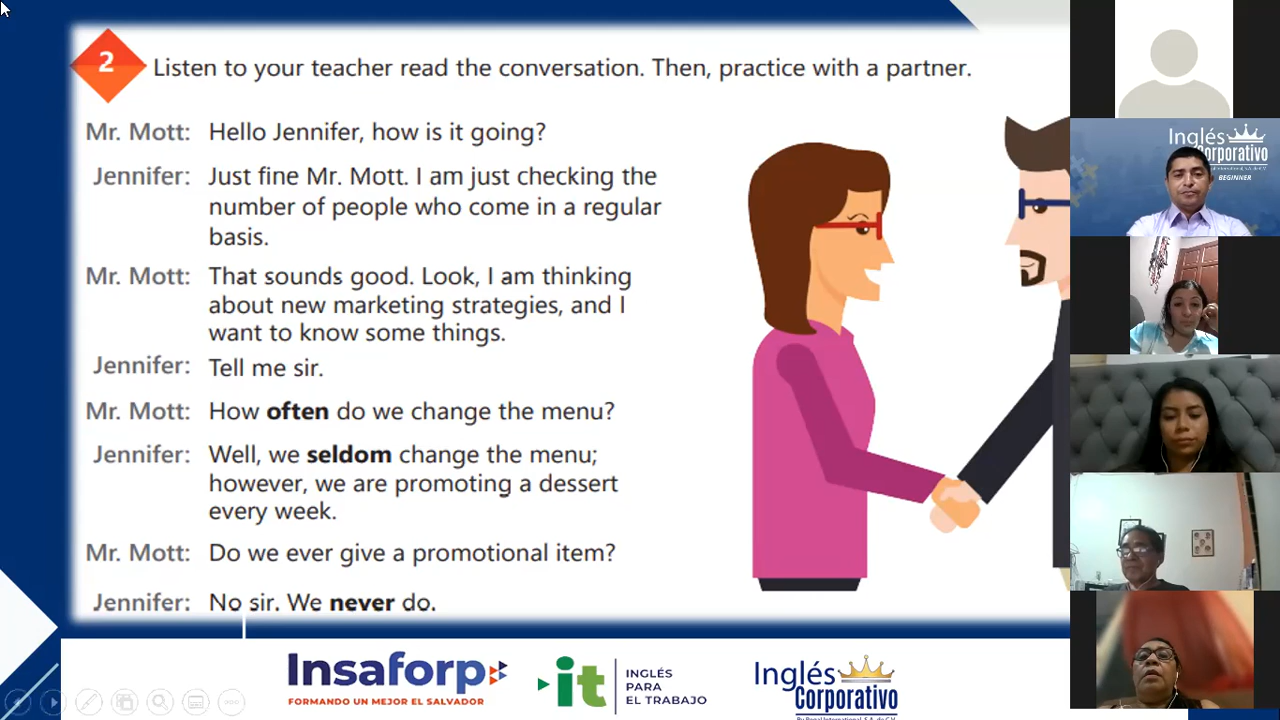 2
Listen to your teacher read the conversation. Then, practice with a partner.
Mr. Mott: Hello Jennifer, how is it going?
Jennifer: Just fine Mr. Mott. I am just checking the
number of people who come in a regular
basis.
Mr. Mott: That sounds good. Look, I am thinking
about new marketing strategies, and I
want to know some things.
Jennifer: Tell me sir.
Mr. Mott: How often do we change the menu?
Jennifer: Well, we seldom change the menu;
however, we are promoting a dessert
every week.
Mr. Mott: Do we ever give a promotional item?
Jennifer: No sir. We never do.
Insaforp
FORMANDO UN MEJOR EL SALVADOR
it
INGLÉS
PARA
EL TRABAJO
Inglés
Corporativo
Inglés
Corporativo
BEGINNER